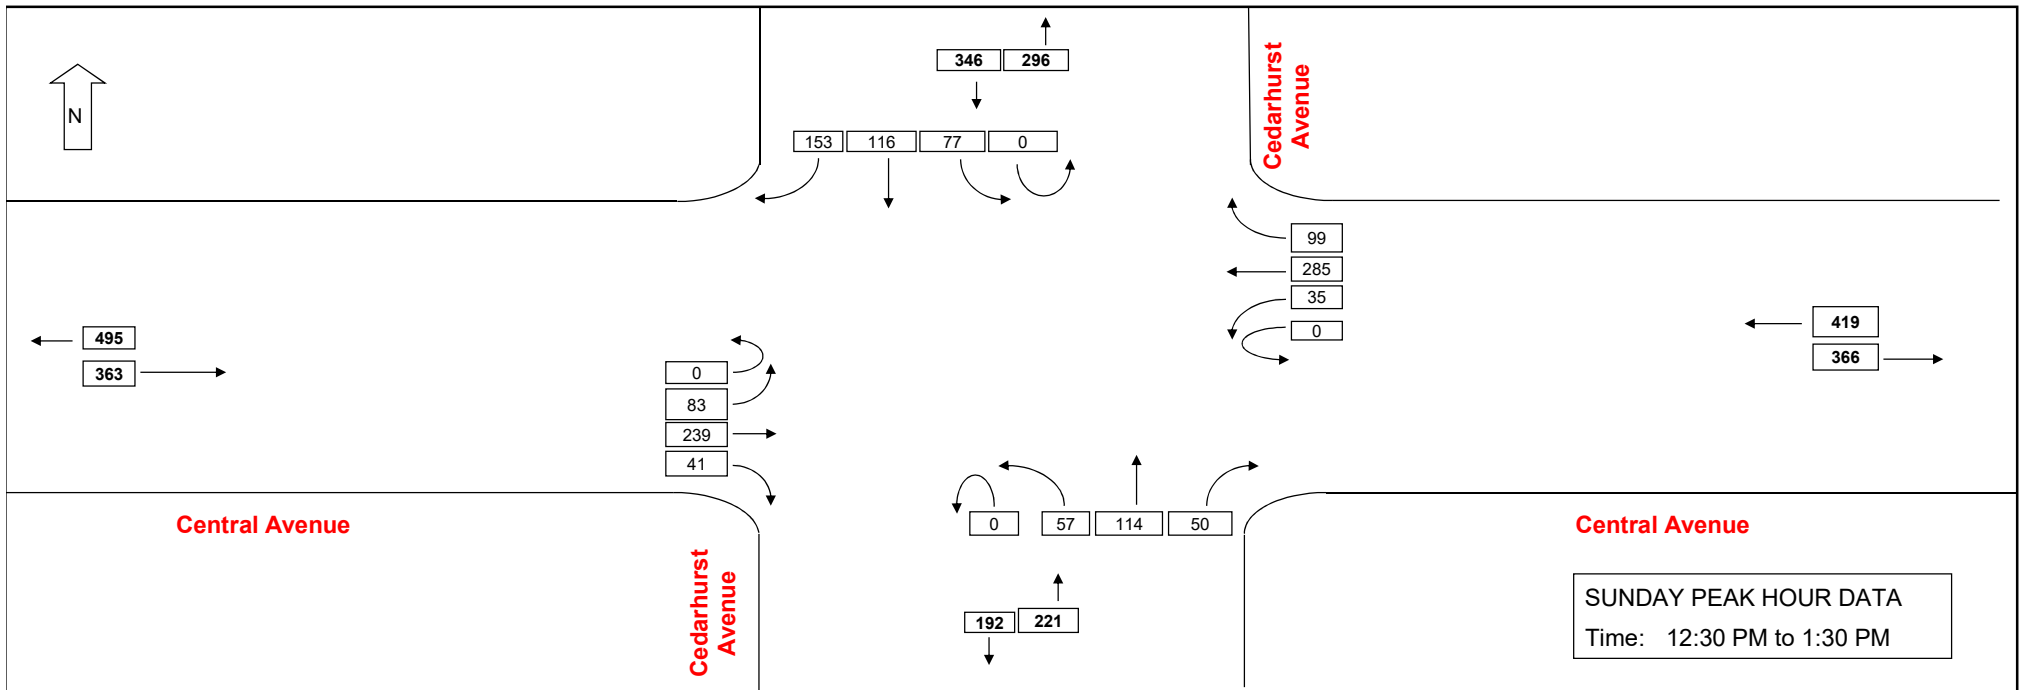 346 296
N
153 116 77 0
Cedarhurst
Avenue
99
285
35
0
495
363
419
366
0
83
239
41
0 57 114 50
Central Avenue
Central Avenue
Cedarhurst
Avenue
192 221
SUNDAY PEAK HOUR DATA
Time: 12:30 PM to 1:30 PM